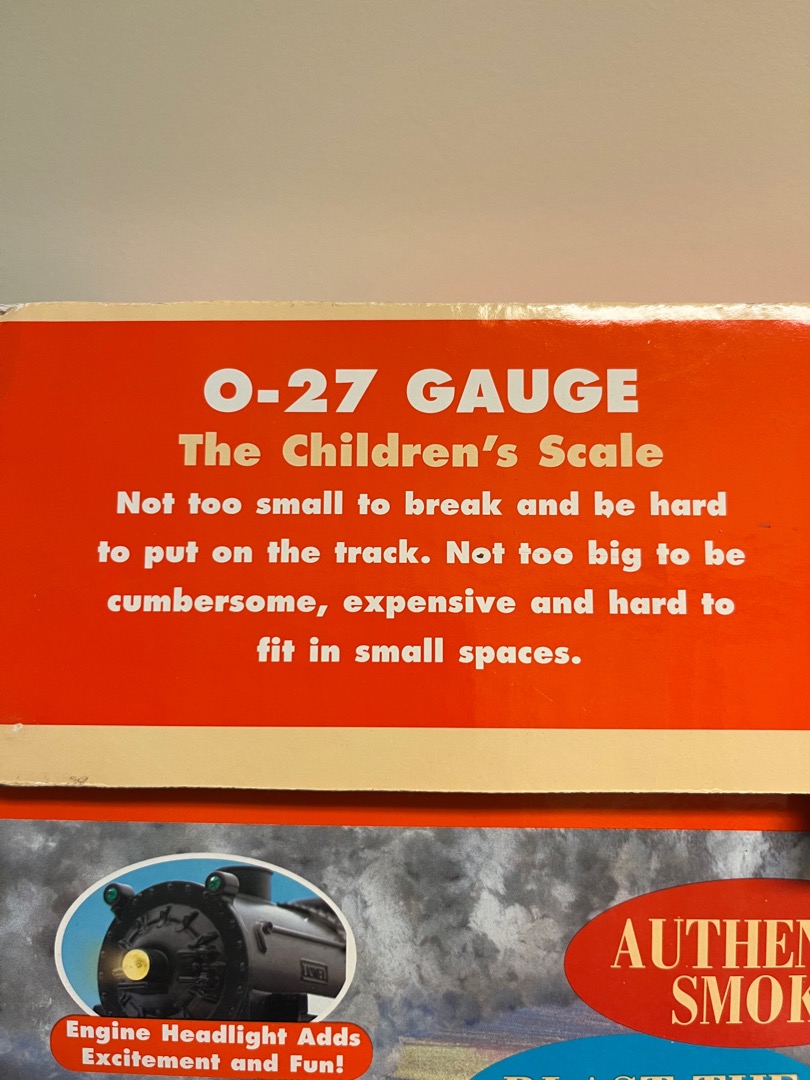 O-27 GAUGE
The Children's Scale
Not too small to break and be hard
to put on the track. Not too big to be
cumbersome, expensive and hard to
fit in small spaces.
Engine Headlight Adds
Excitement and Fun!